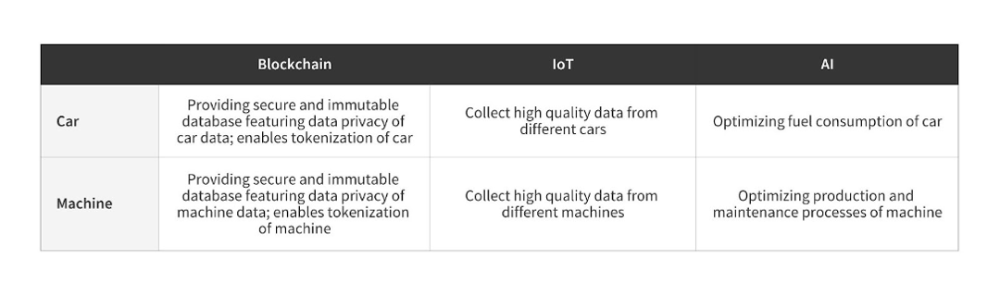 Blockchain
IoT
AI
Car
Providing secure and immutable
database featuring data privacy of
car data; enables tokenization of car
Collect high quality data from
different cars
Optimizing fuel consumption of car
Machine
Providing secure and immutable
database featuring data privacy of
machine data; enables tokenization
of machine
Collect high quality data from
different machines
Optimizing production and
maintenance processes of machine